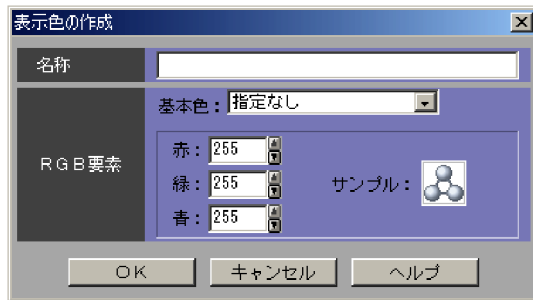 表示色の作成
名称
基本色：指定なし
RGB要素
赤：255
緑：255
サンプル：
青：255
OK キャンセル ヘルプ